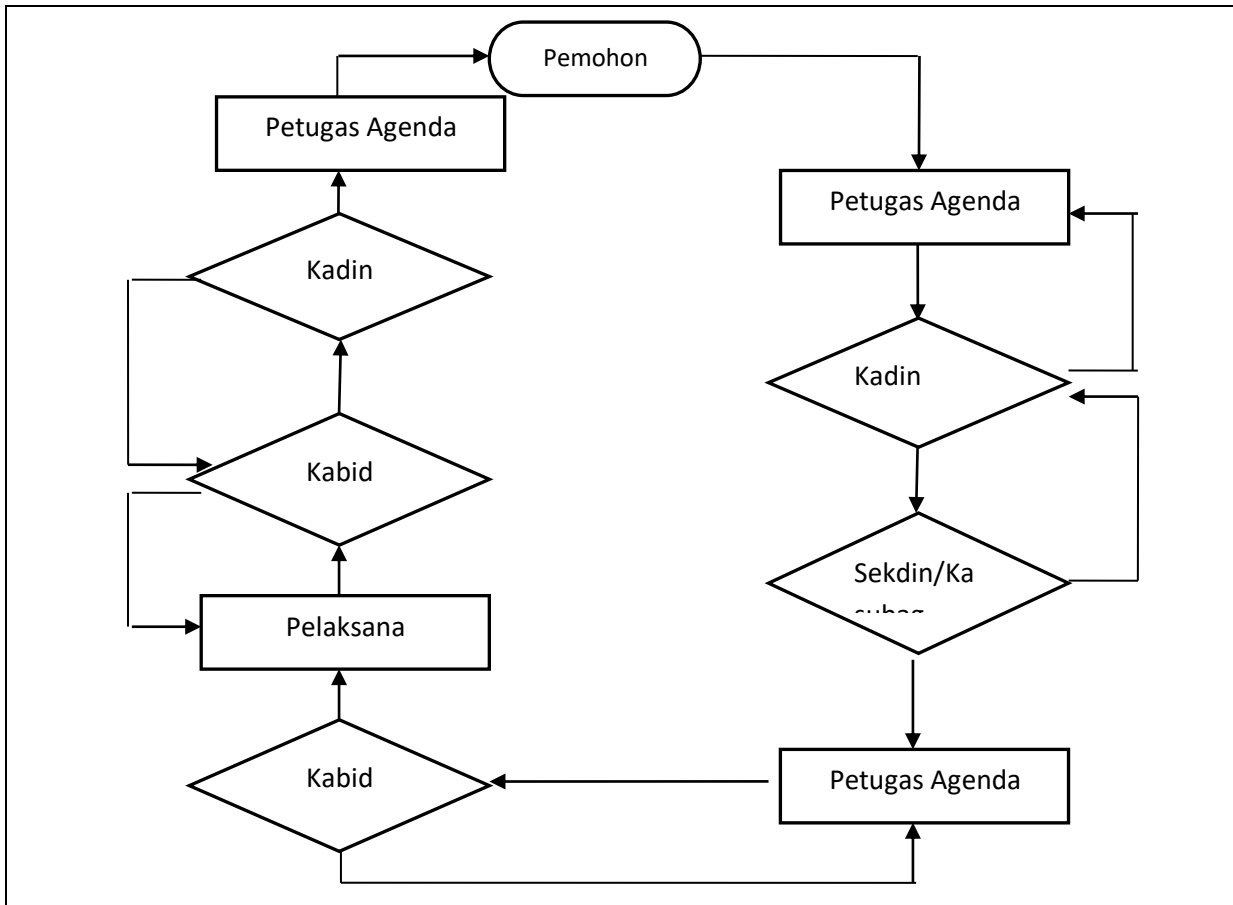 Pemohon
Petugas Agenda
Petugas Agenda
Kadin
Kadin
Kabid
Sekdin/Ka
Pelaksana
Kabid
Petugas Agenda